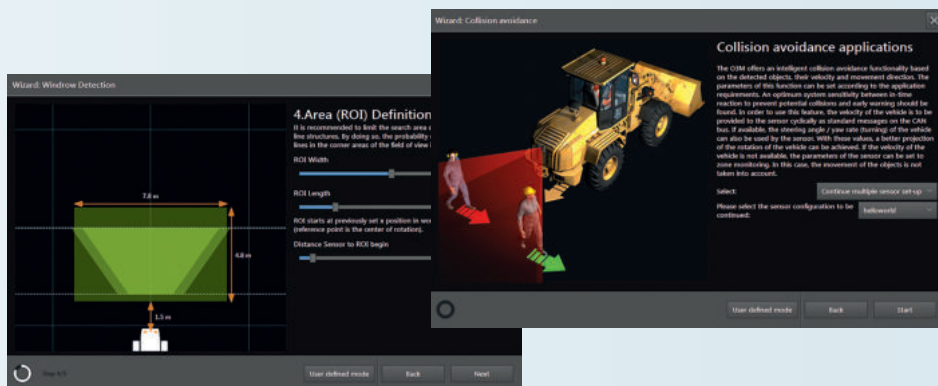 Wizard: Windrow Detection
4.Area (ROI) Definition
It is recommended to limit the search area
line structures. By doing so, the probability
lines in the corner areas of the field of view
ROI Width
ROI Length
ROI starts at previously set a position in
(reference point is the center of rotation).
Distance Sensor to ROI begin
7.8 m
4.8 m
1.5 m
User defined mode
Back
Next
Wizard: Collision avoidance
Collision avoidance applications
The O3M offers an intelligent collision avoidance functionality based
on the detected objects, their velocity and movement direction. The
parameters of this function can be set according to the application
requirements. An optimum system sensitivity between in-time
reaction to prevent potential collisions and early warning should be
found. In order to use this feature, the velocity of the vehicle is to be
provided to the sensor cyclically as standard messages on the CAN
bus. If available, the steering angle / yaw rate (turning) of the vehicle
can also be used by the sensor. With these values, a better projection
of the rotation of the vehicle can be achieved. If the velocity of the
vehicle is not available, the parameters of the sensor can be set to
zone monitoring. In this case, the movement of the objects is not
taken into account.
Select:
Continue multiple-sensor set-up
Please select the sensor configuration to be
continued:
helloworld
User defined mode
Back
Start